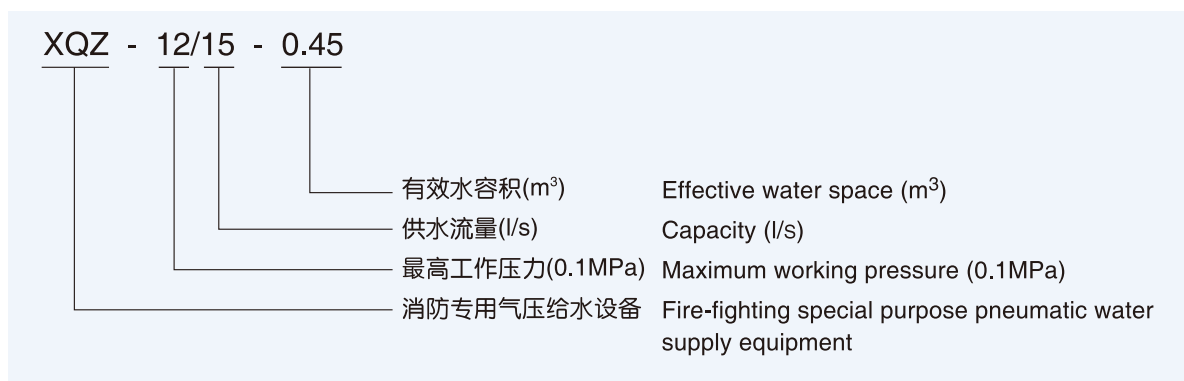 XQZ - 12/15 - 0.45
有效水容积(m³) Effective water space (m³)
供水流量(l/s) Capacity (l/s)
最高工作压力(0.1MPa) Maximum working pressure (0.1MPa)
消防专用气压给水设备 Fire-fighting special purpose pneumatic water
supply equipment